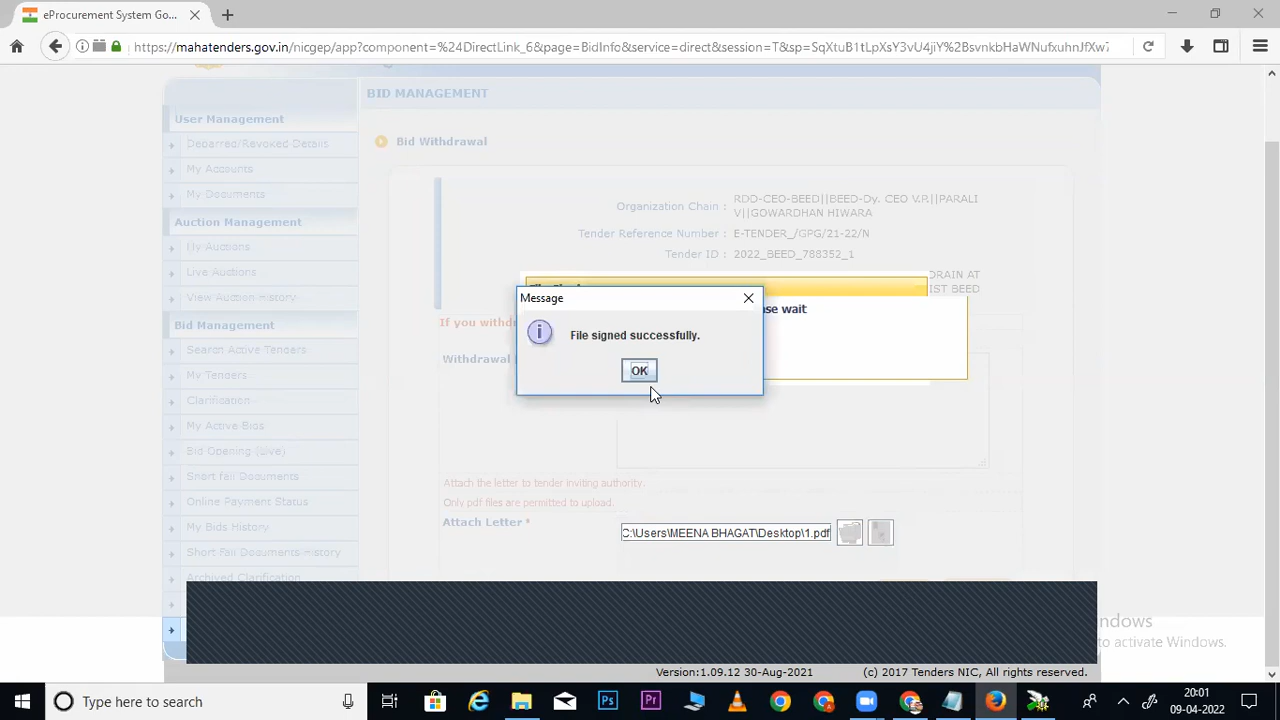 eProcurement System Go...
https://mahatenders.gov.in/nicgep/app?component=%24DirectLink_6&page=BidInfo&service=direct&session=T&sp=SqXtuB1tLpXsY3vU4jiY%2BsvnkbHaWNufxuhnJfXw7
BID MANAGEMENT
User Management
Debarred/Revoked Details
My Accounts
My Documents
Auction Management
My Auctions
Live Auctions
View Auction History
Bid Management
Search Active Tenders
My Tenders
Clarification
My Active Bids
Bid Opening (Live)
Short fall Documents
Online Payment Status
My Bids History
Short fall Documents-History
Archived Clarification
Bid Withdrawal
Organization Chain :
RDD-CEO-BEED||BEED-Dy. CEO V.P.||PARALI
V||GOWARDHAN HIWARA
Tender Reference Number : E-TENDER_/GPG/21-22/N
Tender ID : 2022_BEED_788352_1
DRAIN AT
IST BEED
If you withdr
Withdrawal
se wait
Message
File signed successfully.
OK
Attach the letter to tender inviting authority.
Only pdf files are permitted to upload.
Attach Letter *
C:\Users\MEENA BHAGAT\Desktop\1.pdf
ndows
to activate Windows.
Version:1.09.12 30-Aug-2021
(c) 2017 Tenders NIC, All rights reserved.
Type here to search
20:01
09-04-2022